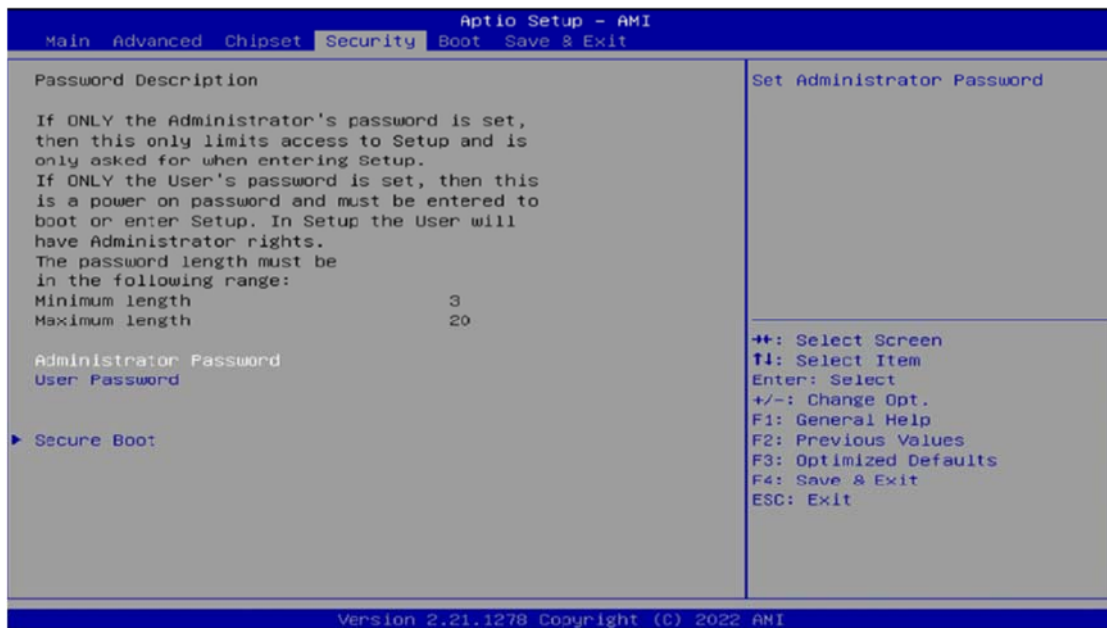 Aptio Setup – AMI
Main Advanced Chipset Security Boot Save & Exit
Password Description
If ONLY the Administrator's password is set,
then this only limits access to Setup and is
only asked for when entering Setup.
If ONLY the User's password is set, then this
is a power on password and must be entered to
boot or enter Setup. In Setup the User will
have Administrator rights.
The password length must be
in the following range:
Minimum length 3
Maximum length 20
Administrator Password
User Password
Secure Boot
Set Administrator Password
→←: Select Screen
↑↓: Select Item
Enter: Select
+/-: Change Opt.
F1: General Help
F2: Previous Values
F3: Optimized Defaults
F4: Save & Exit
ESC: Exit
Version 2.21.1278 Copyright (C) 2022 AMI